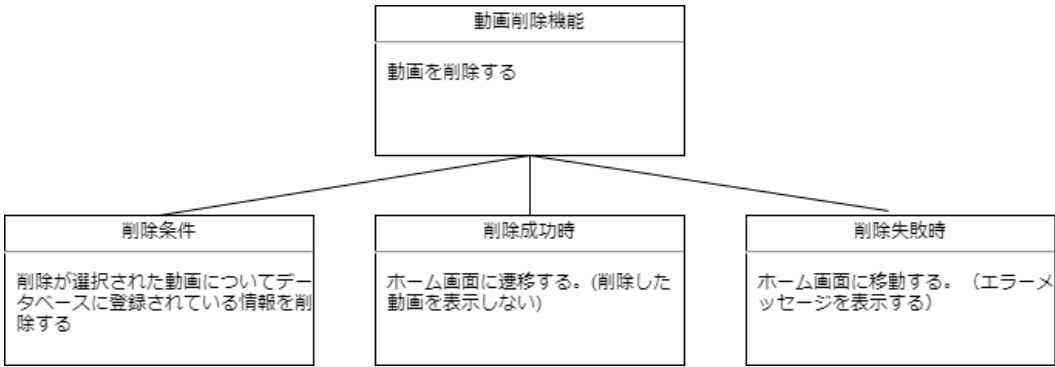 動画削除機能
動画を削除する
削除条件
削除が選択された動画についてデー
タベースに登録されている情報を削
除する
削除成功時
ホーム画面に遷移する。(削除した
動画を表示しない)
削除失敗時
ホーム画面に移動する。（エラーメ
ッセージを表示する）